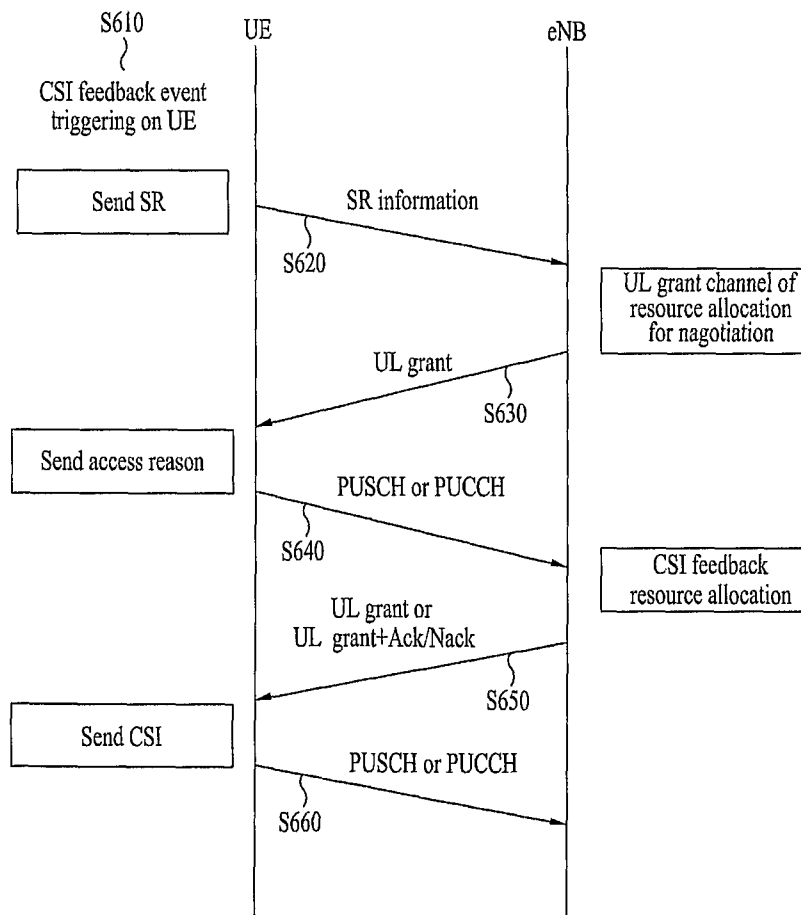 S610
UE
eNB
CSI feedback event
triggering on UE
Send SR
SR information
S620
UL grant channel of
resource allocation
for nagotiation
UL grant
S630
Send access reason
PUSCH or PUCCH
S640
CSI feedback
resource allocation
UL grant or
UL grant+Ack/Nack
S650
Send CSI
PUSCH or PUCCH
S660